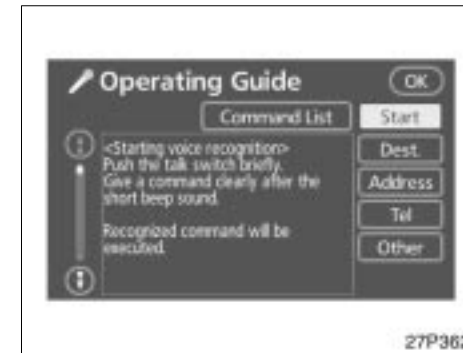 Operating Guide
OK
Command List
Start
<Starting voice recognition>
Push the talk switch briefly.
Give a command clearly after the
short beep sound.
Recognized command will be
executed.
Dest.
Address
Tel
Other
27P362